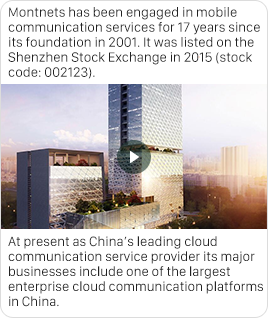 Montnets has been engaged in mobile
communication services for 17 years since
its foundation in 2001. It was listed on the
Shenzhen Stock Exchange in 2015 (stock
code: 002123).
At present as China's leading cloud
communication service provider its major
businesses include one of the largest
enterprise cloud communication platforms
in China.